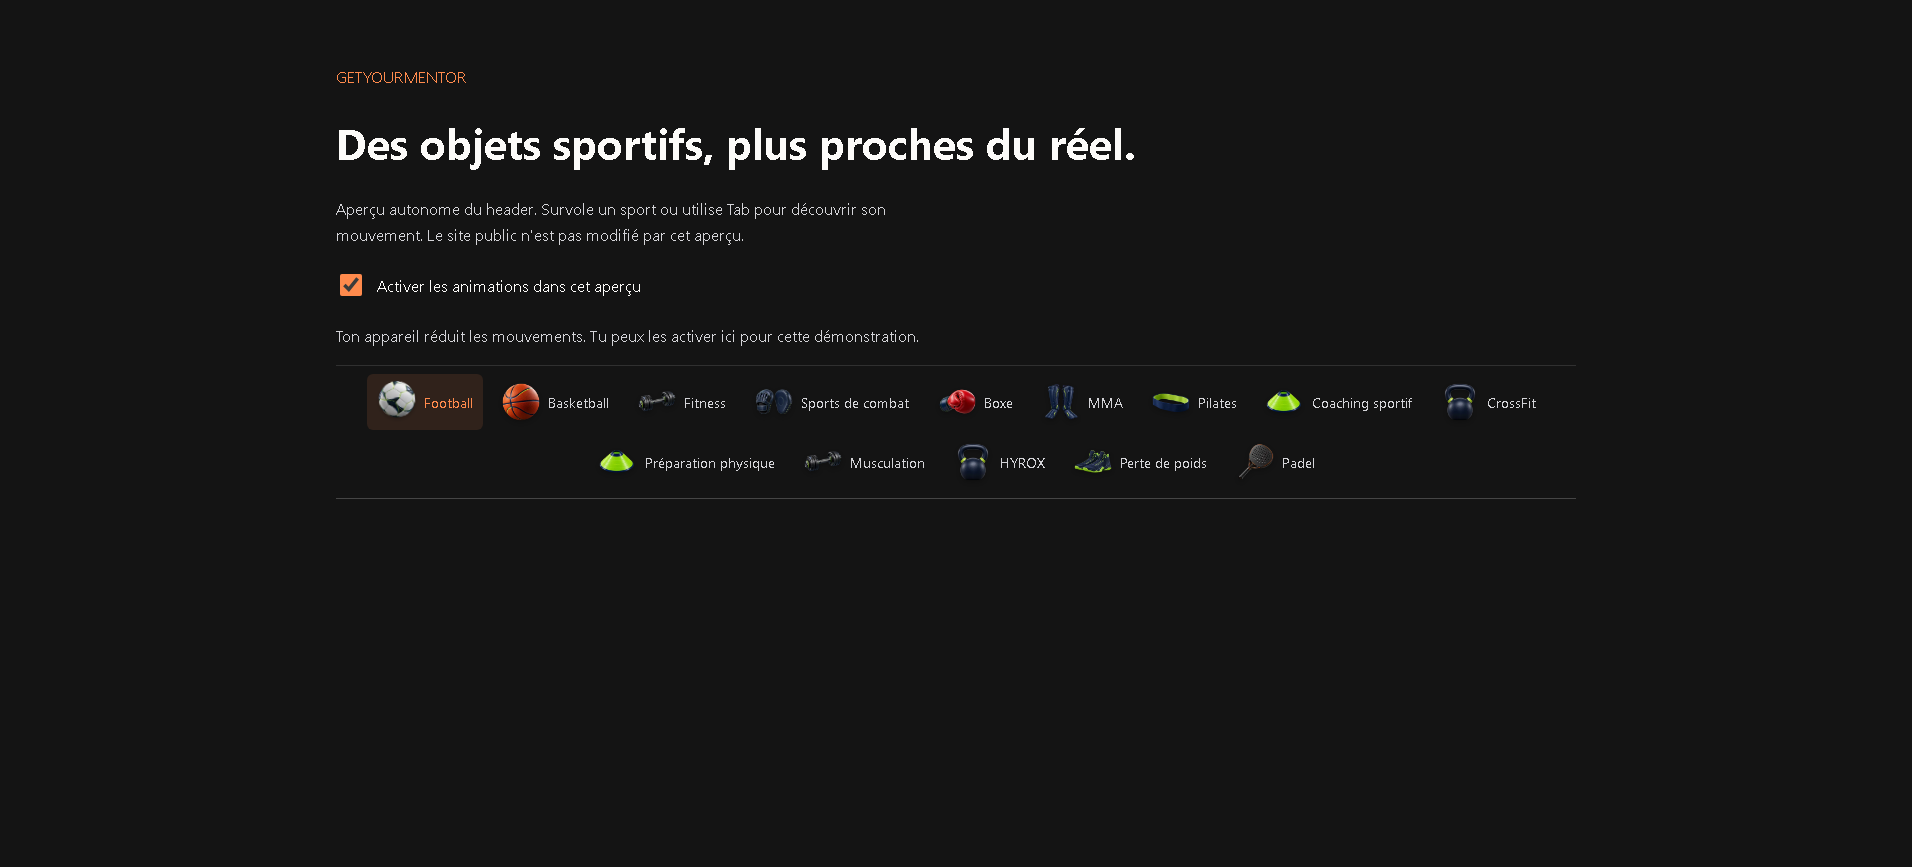 GETYOURMENTOR
Des objets sportifs, plus proches du réel.
Aperçu autonome du header. Survole un sport ou utilise Tab pour découvrir son
mouvement. Le site public n'est pas modifié par cet aperçu.
Activer les animations dans cet aperçu
Ton appareil réduit les mouvements. Tu peux les activer ici pour cette démonstration.
Football Basketball Fitness Sports de combat Boxe MMA Pilates Coaching sportif CrossFit
Préparation physique Musculation HYROX Perte de poids Padel